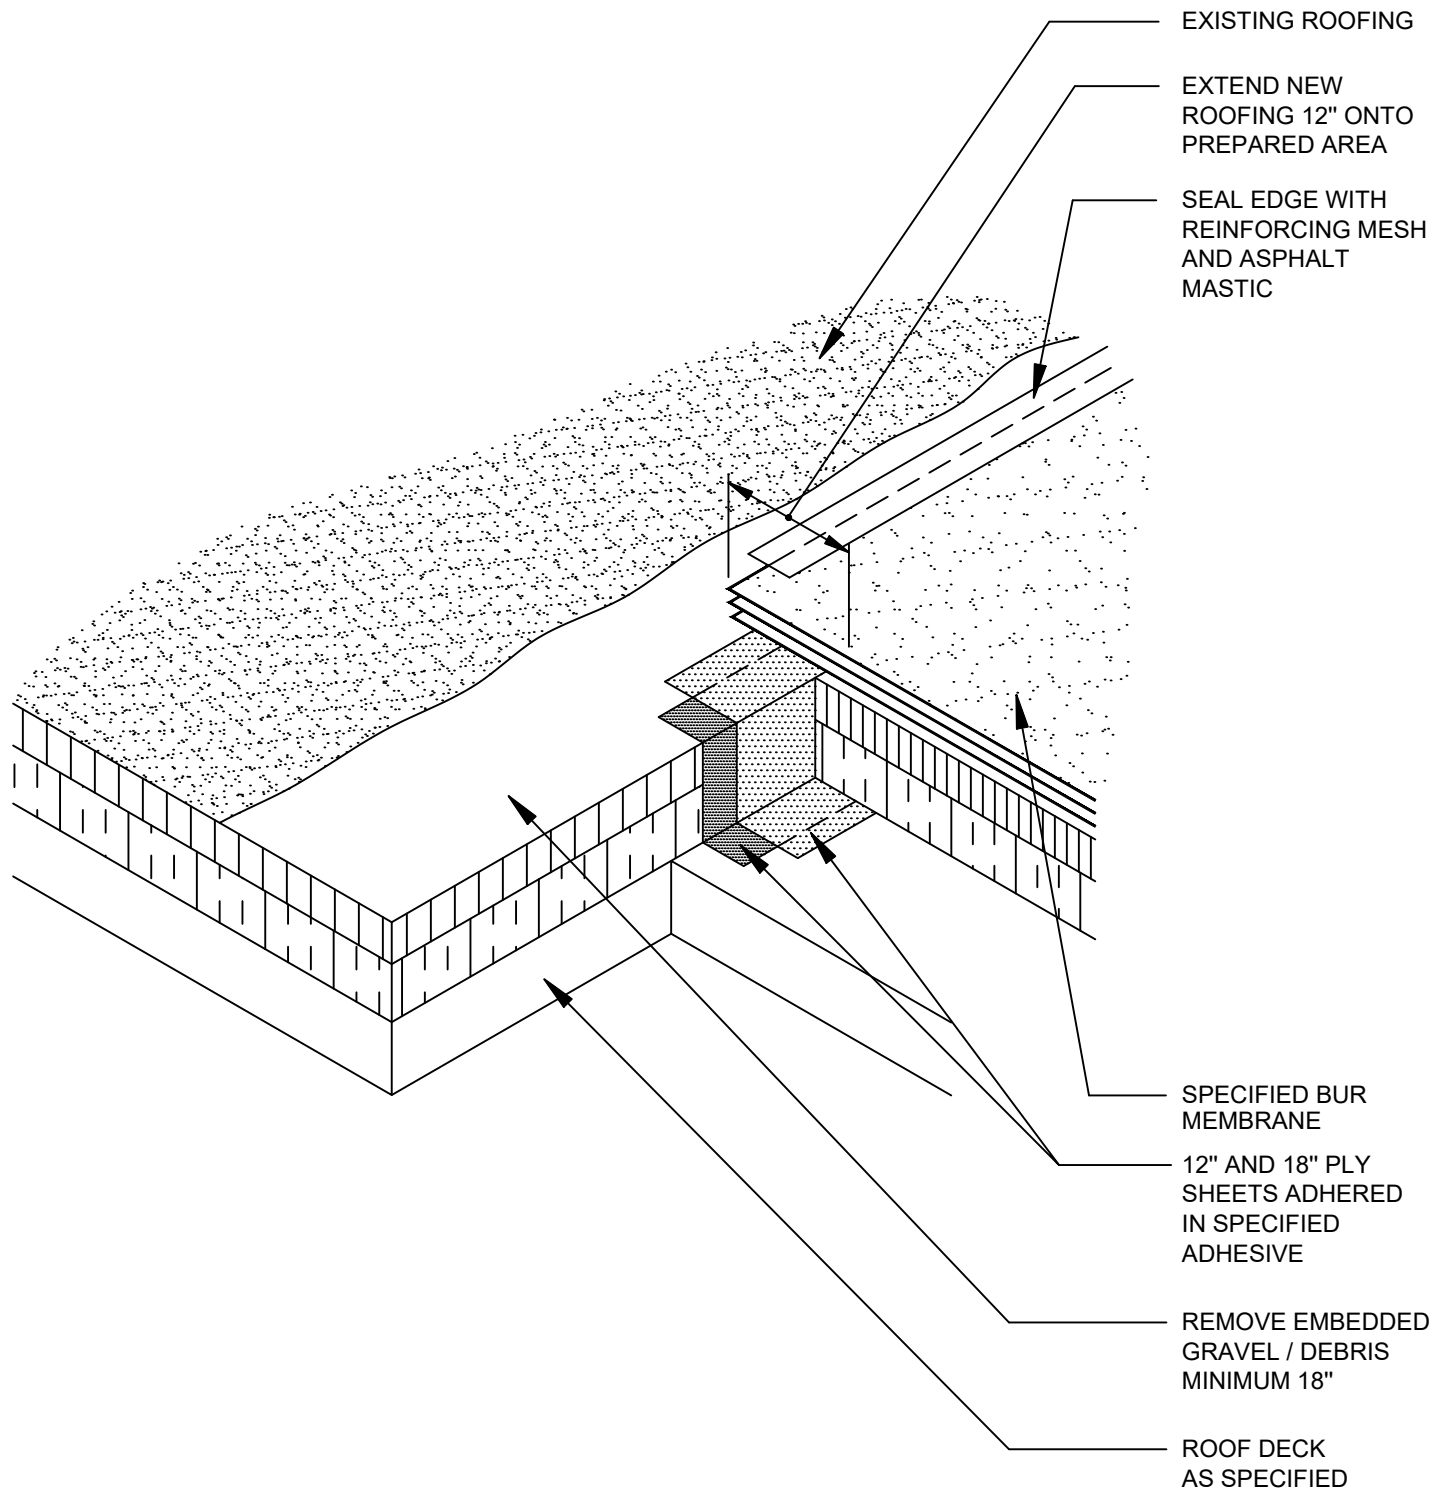 EXISTING ROOFING
EXTEND NEW
ROOFING 12" ONTO
PREPARED AREA
SEAL EDGE WITH
REINFORCING MESH
AND ASPHALT
MASTIC
SPECIFIED BUR
MEMBRANE
12" AND 18" PLY
SHEETS ADHERED
IN SPECIFIED
ADHESIVE
REMOVE EMBEDDED
GRAVEL / DEBRIS
MINIMUM 18"
ROOF DECK
AS SPECIFIED